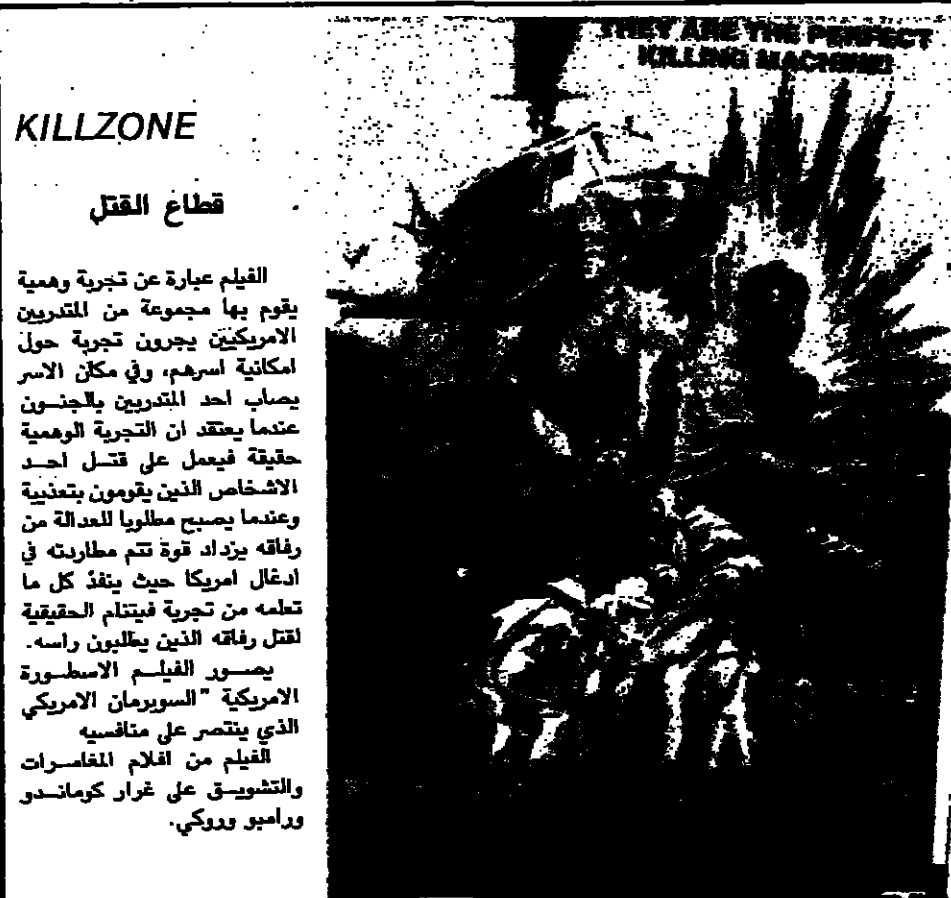 THEY ARE THE PERFECT
KILLING MACHINE!
KILLZONE
قطاع القتل
الفيلم عبارة عن تجربة وهمية
يقوم بها مجموعة من المتدربين
الامريكيين يجرون تجربة حول
امكانية اسرهم، وفي مكان الاسر
يصاب احد المتدربين بالجنون
عندما يعتقد ان التجربة الوهمية
حقيقة فيعمل على قتل احد
الاشخاص الذين يقومون بتعذيبة
وعندما يصبح مطلوبا للعدالة من
رفاقه يزداد قوة تتم مطاردته في
ادغال امريكا حيث ينفذ كل ما
تعلمه من تجربة فيتنام الحقيقية
لقتل رفاقه الذين يطلبون راسه.
يصور الفيلم الاسطورة
الامريكية "السوبرمان الامريكي
الذي ينتصر على منافسيه
الفيلم من افلام المغامرات
والتشويق على غرار كوماندو
ورامبو وروكي.